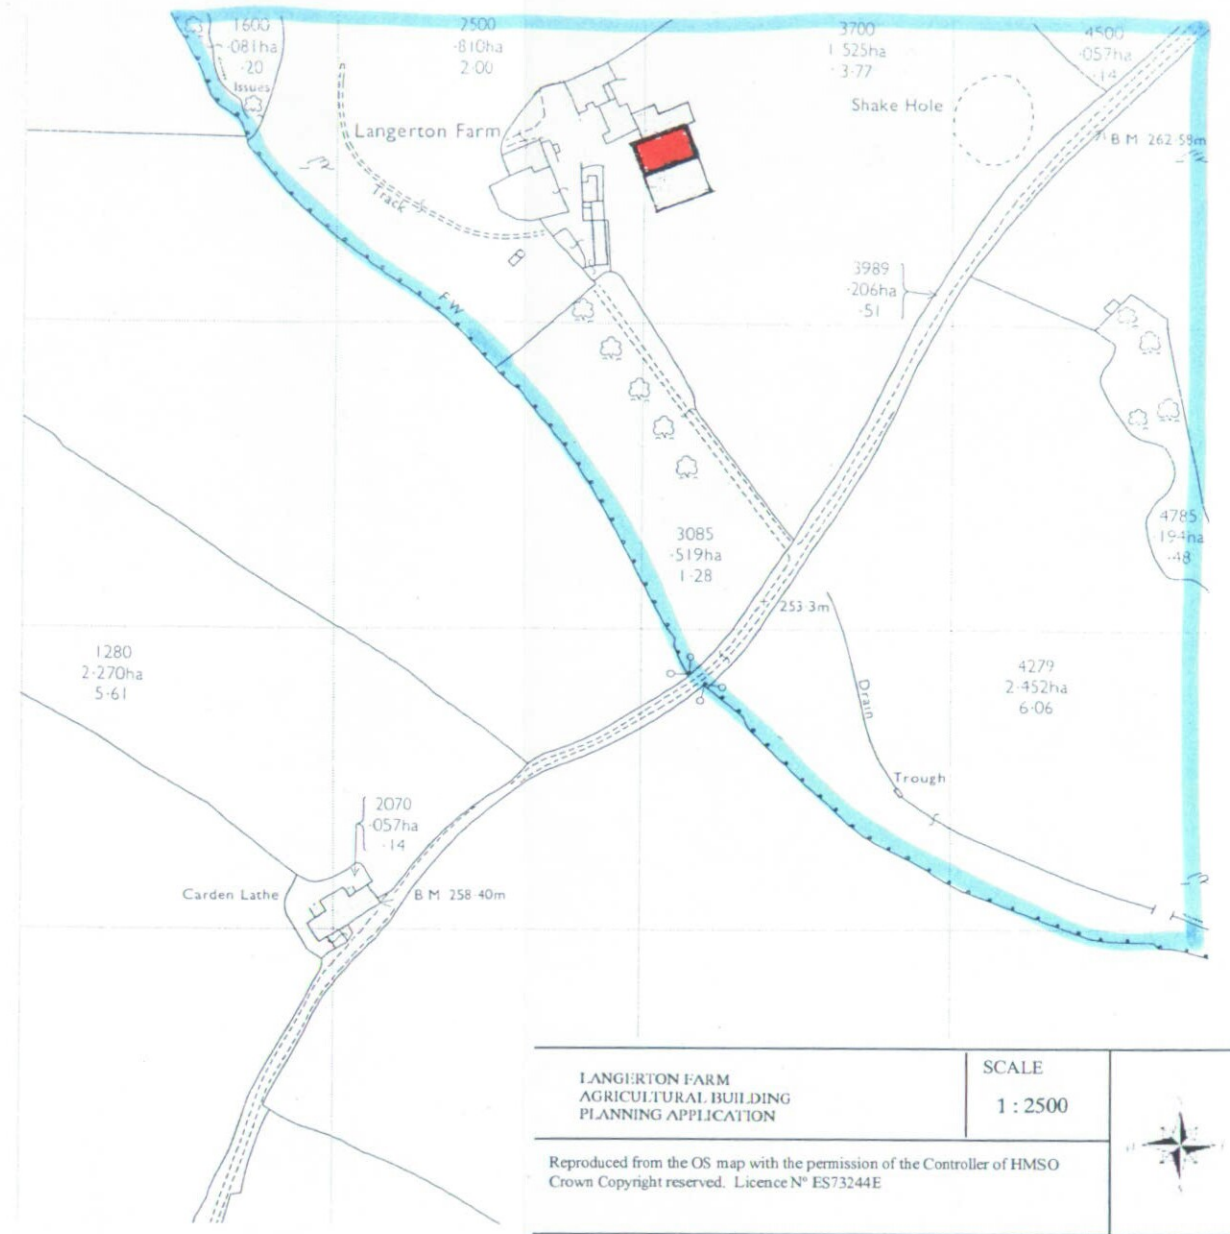 1600
·081ha
·20
Issues
2500
·810ha
2·00
3700
1·525ha
3·77
4500
·057ha
·14
Shake Hole
B M 262·58m
Langerton Farm
Track
3989
·206ha
·51
F W
3085
·519ha
1·28
4785
·194ha
·48
253·3m
1280
2·270ha
5·61
4279
2·452ha
6·06
Drain
Trough
2070
·057ha
·14
Carden Lathe
B M 258·40m
LANGERTON FARM
AGRICULTURAL BUILDING
PLANNING APPLICATION
SCALE
1 : 2500
Reproduced from the OS map with the permission of the Controller of HMSO
Crown Copyright reserved. Licence Nº ES73244E